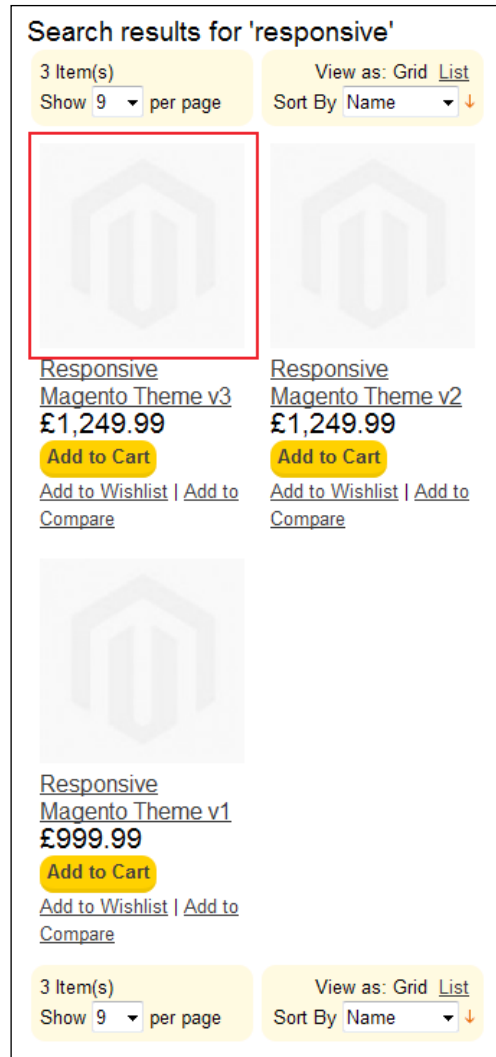 Search results for 'responsive'
3 Item(s)
Show 9 per page
View as: Grid List
Sort By Name
Responsive
Magento Theme v3
£1,249.99
Add to Cart
Add to Wishlist | Add to
Compare
Responsive
Magento Theme v2
£1,249.99
Add to Cart
Add to Wishlist | Add to
Compare
Responsive
Magento Theme v1
£999.99
Add to Cart
Add to Wishlist | Add to
Compare
3 Item(s)
Show 9 per page
View as: Grid List
Sort By Name